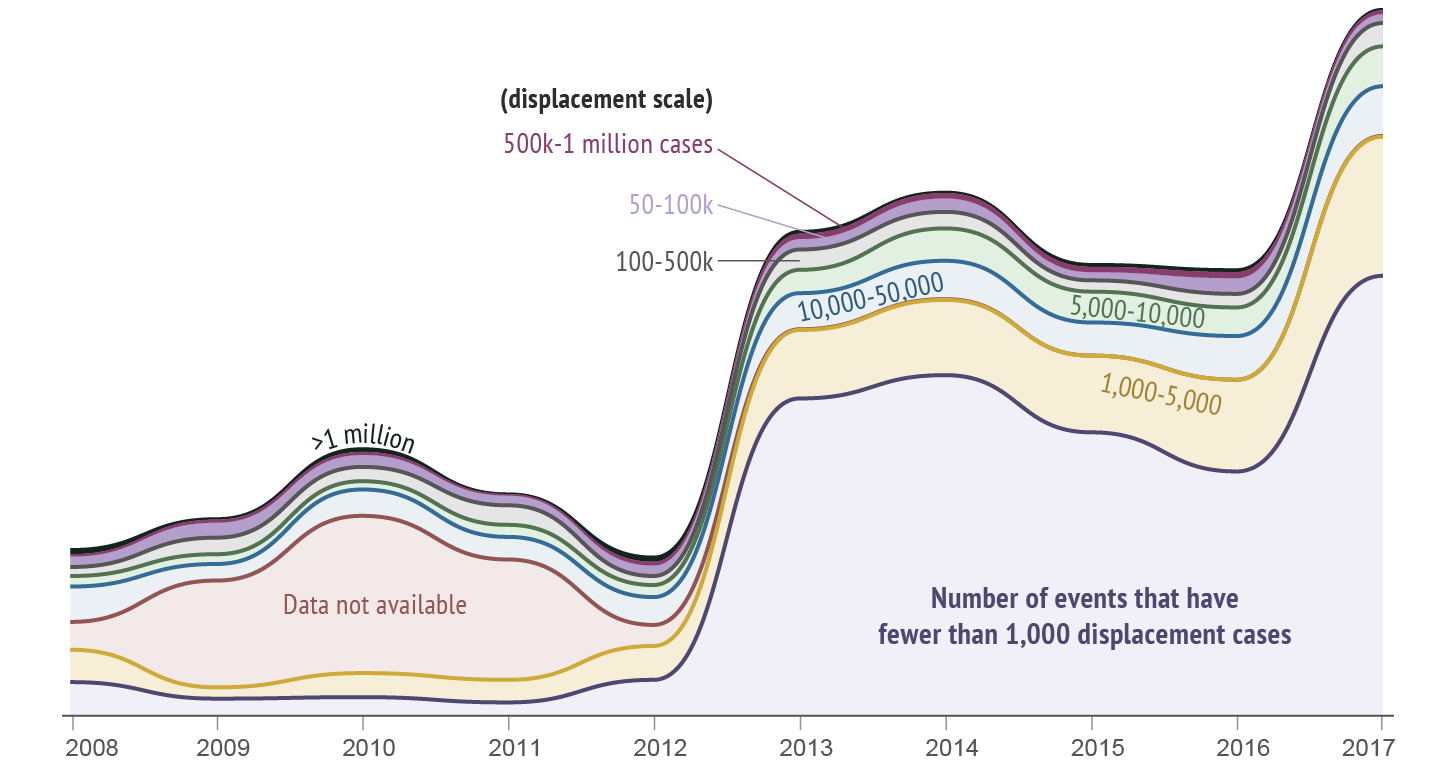 (displacement scale)
500k-1 million cases
50-100k
100-500k
10,000-50,000
5,000-10,000
1,000-5,000
>1 million
Data not available
Number of events that have
fewer than 1,000 displacement cases
2008 2009 2010 2011 2012 2013 2014 2015 2016 2017